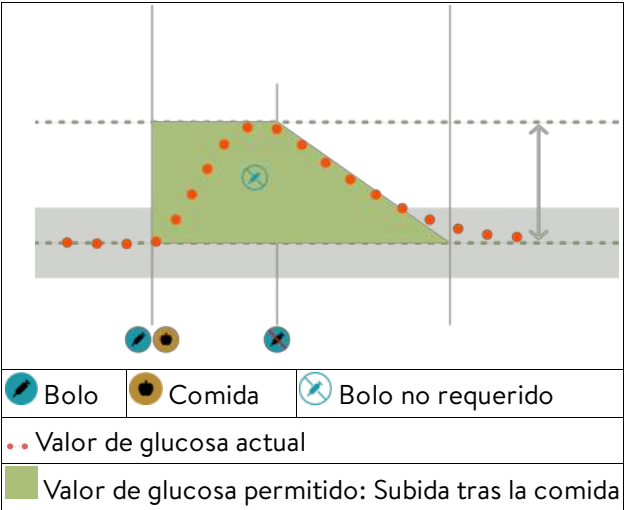 Bolo
Comida
Bolo no requerido
Valor de glucosa actual
Valor de glucosa permitido: Subida tras la comida